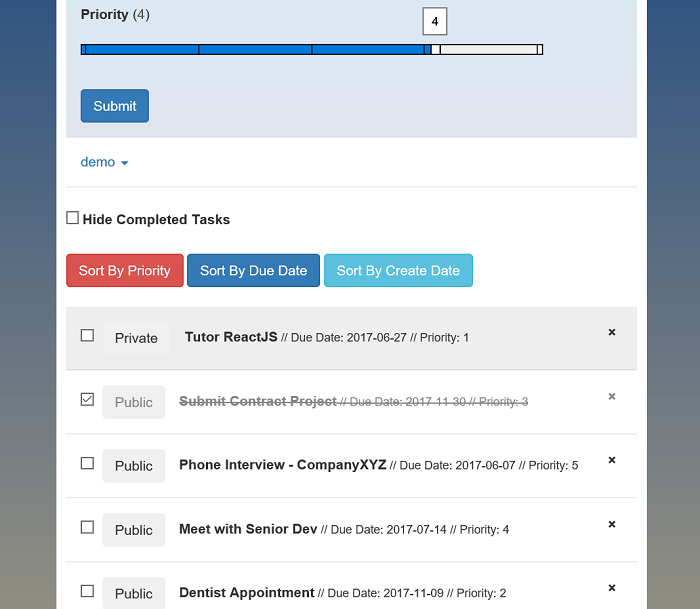 Priority (4)
4
Submit
demo
Hide Completed Tasks
Sort By Priority Sort By Due Date Sort By Create Date
Private Tutor ReactJS // Due Date: 2017-06-27 // Priority: 1 ×
Public Submit Contract Project // Due Date: 2017-11-30 // Priority: 3 ×
Public Phone Interview - CompanyXYZ // Due Date: 2017-06-07 // Priority: 5 ×
Public Meet with Senior Dev // Due Date: 2017-07-14 // Priority: 4 ×
Public Dentist Appointment // Due Date: 2017-11-09 // Priority: 2 ×